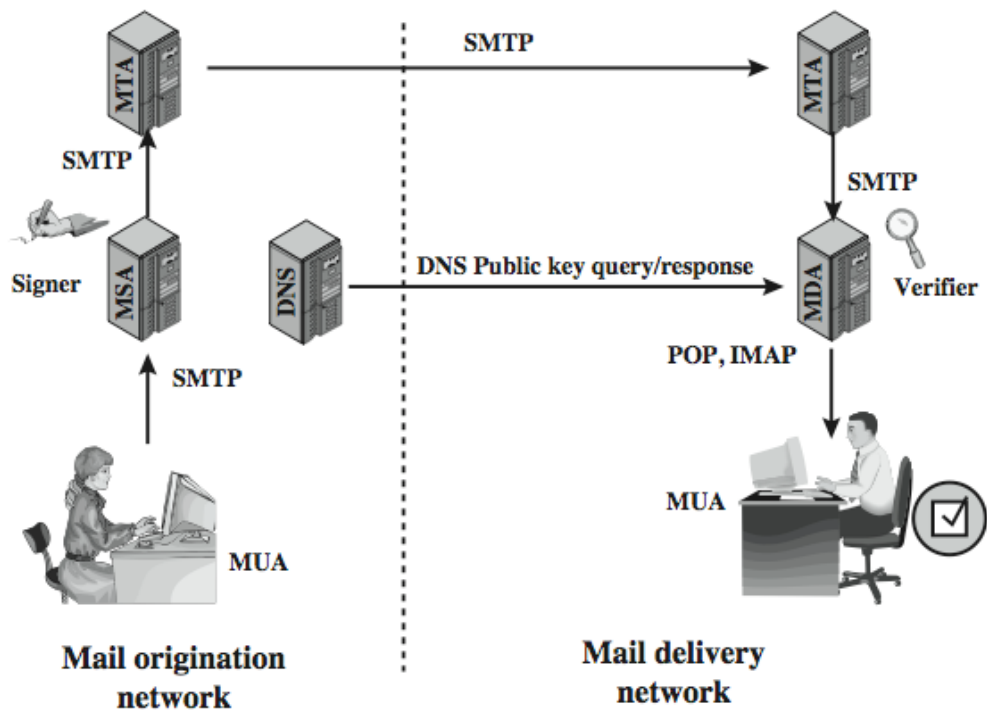 SMTP
MTA
MTA
SMTP
SMTP
Signer
MSA
DNS
DNS Public key query/response
MDA
Verifier
POP, IMAP
SMTP
MUA
MUA
Mail origination
network
Mail delivery
network